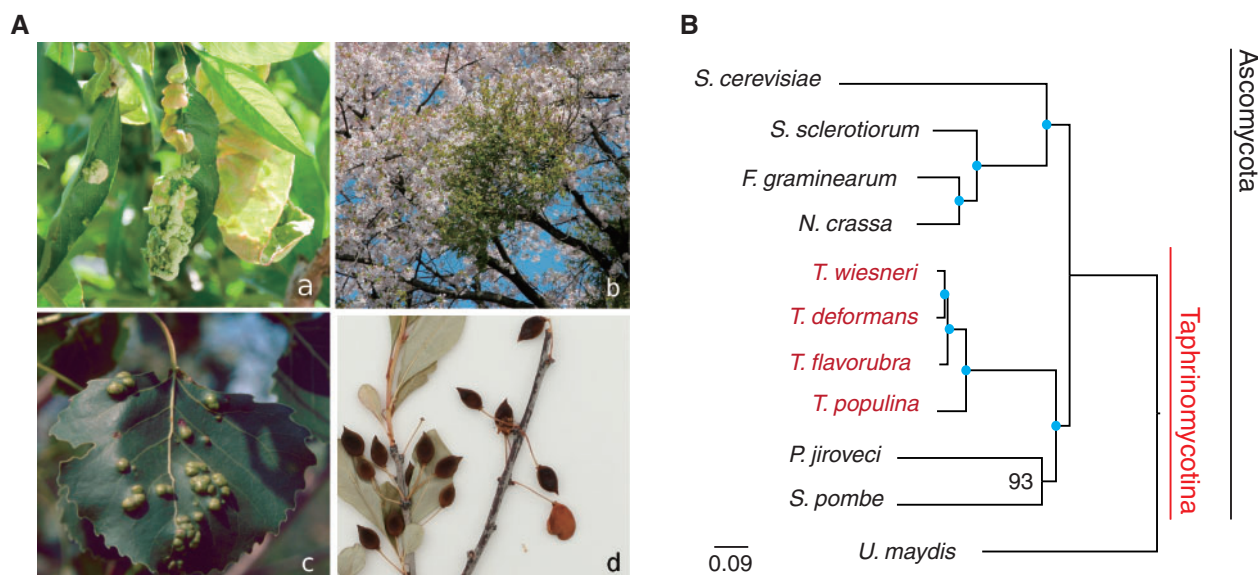 A
a
b
c
d
B
S. cerevisiae
S. sclerotiorum
F. graminearum
N. crassa
T. wiesneri
T. deformans
T. flavorubra
T. populina
P. jiroveci
S. pombe
U. maydis
93
0.09
Taphrinomycotina
Ascomycota